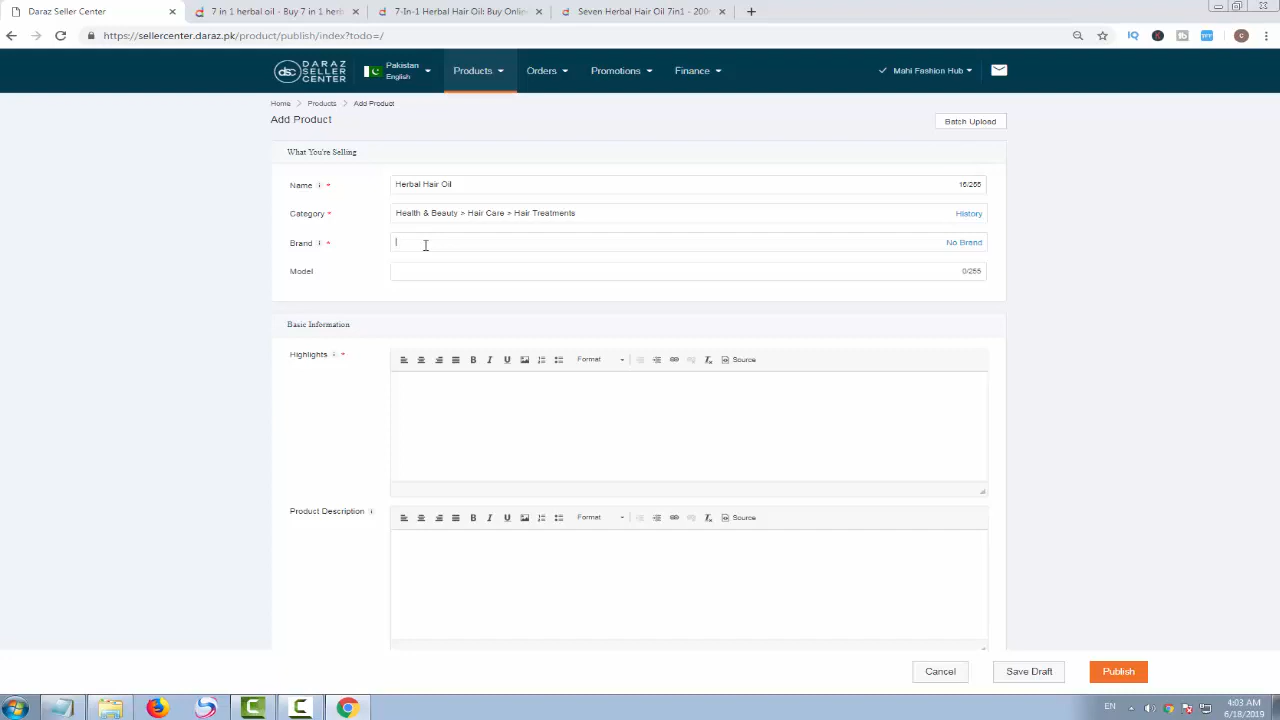 Daraz Seller Center
7 in 1 herbal oil - Buy 7 in 1 herb
7-In-1 Herbal Hair Oil: Buy Onlin
Seven Herbal Hair Oil 7in1 - 200
https://sellercenter.daraz.pk/product/publish/index?todo=/
dsc DARAZ SELLER CENTER
Pakistan
English
Products
Orders
Promotions
Finance
Mahi Fashion Hub
Home > Products > Add Product
Add Product
Batch Upload
What You're Selling
Name i * Herbal Hair Oil 16/255
Category * Health & Beauty > Hair Care > Hair Treatments History
Brand i * No Brand
Model 0/255
Basic Information
Highlights i *
B I U Format Source
Product Description i
B I U Format Source
Cancel
Save Draft
Publish
EN
4:03 AM
6/18/2019